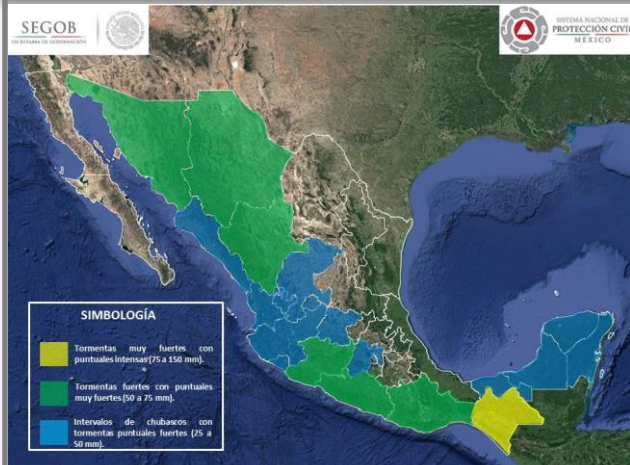 SEGOB
SECRETARÍA DE GOBERNACIÓN
SISTEMA NACIONAL DE
PROTECCIÓN CIVIL
MÉXICO
SIMBOLOGÍA
Tormentas muy fuertes con
puntuales intensas (75 a 150 mm).
Tormentas fuertes con puntuales
muy fuertes (50 a 75 mm).
Intervalos de chubascos con
tormentas puntuales fuertes (25 a
50 mm).